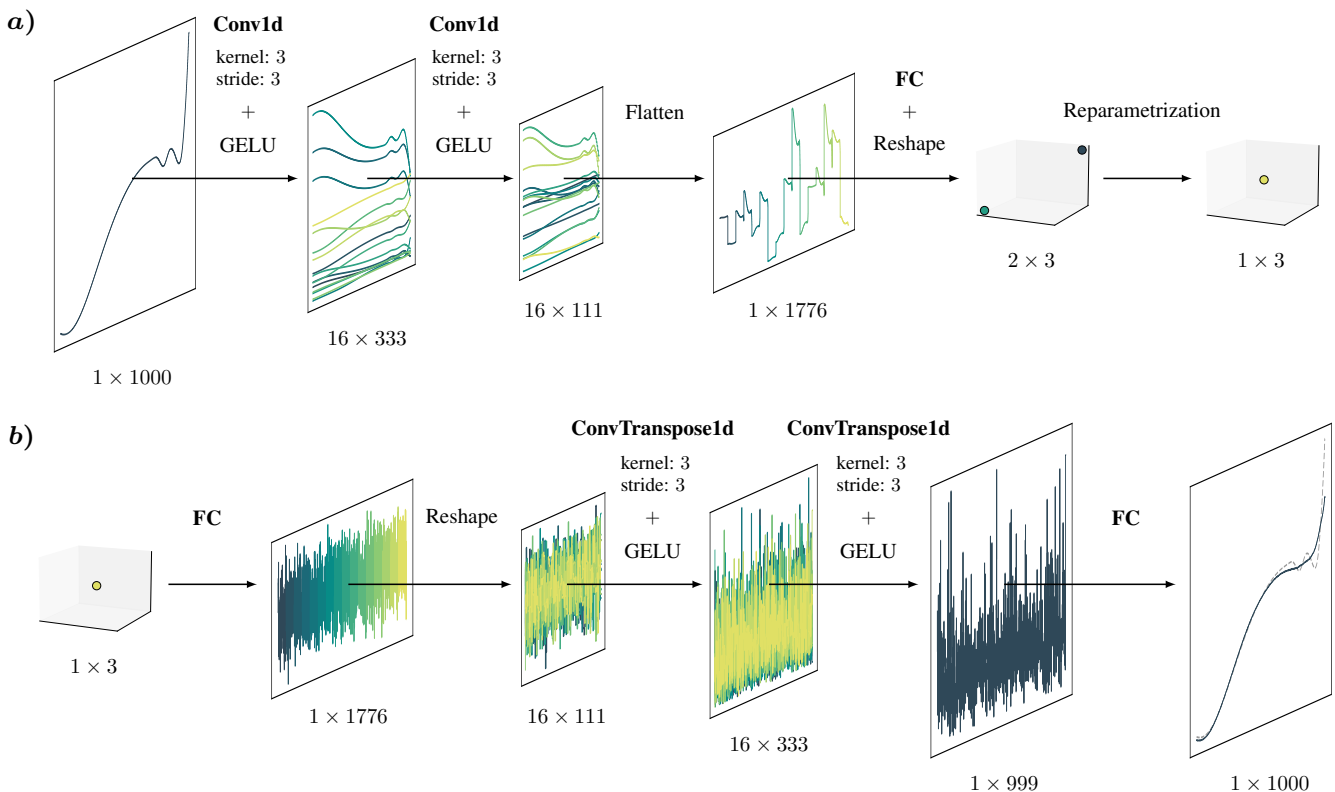 a)
Conv1d
kernel: 3
stride: 3
+
GELU
Conv1d
kernel: 3
stride: 3
+
GELU
Flatten
FC
+
Reshape
Reparametrization
1 × 1000
16 × 333
16 × 111
1 × 1776
2 × 3
1 × 3
b)
FC
Reshape
ConvTranspose1d
kernel: 3
stride: 3
+
GELU
ConvTranspose1d
kernel: 3
stride: 3
+
GELU
FC
1 × 3
1 × 1776
16 × 111
16 × 333
1 × 999
1 × 1000